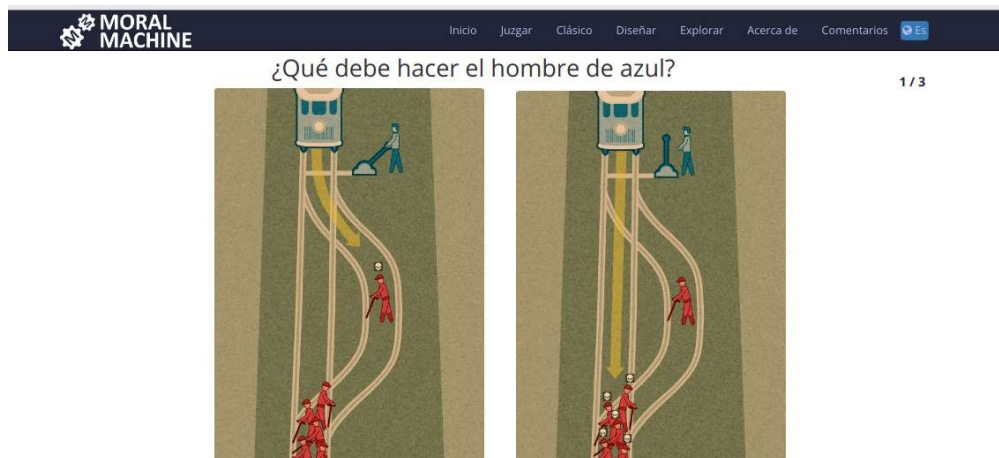 MORAL
MACHINE
Inicio Juzgar Clásico Diseñar Explorar Acerca de Comentarios Es
¿Qué debe hacer el hombre de azul?
1 / 3